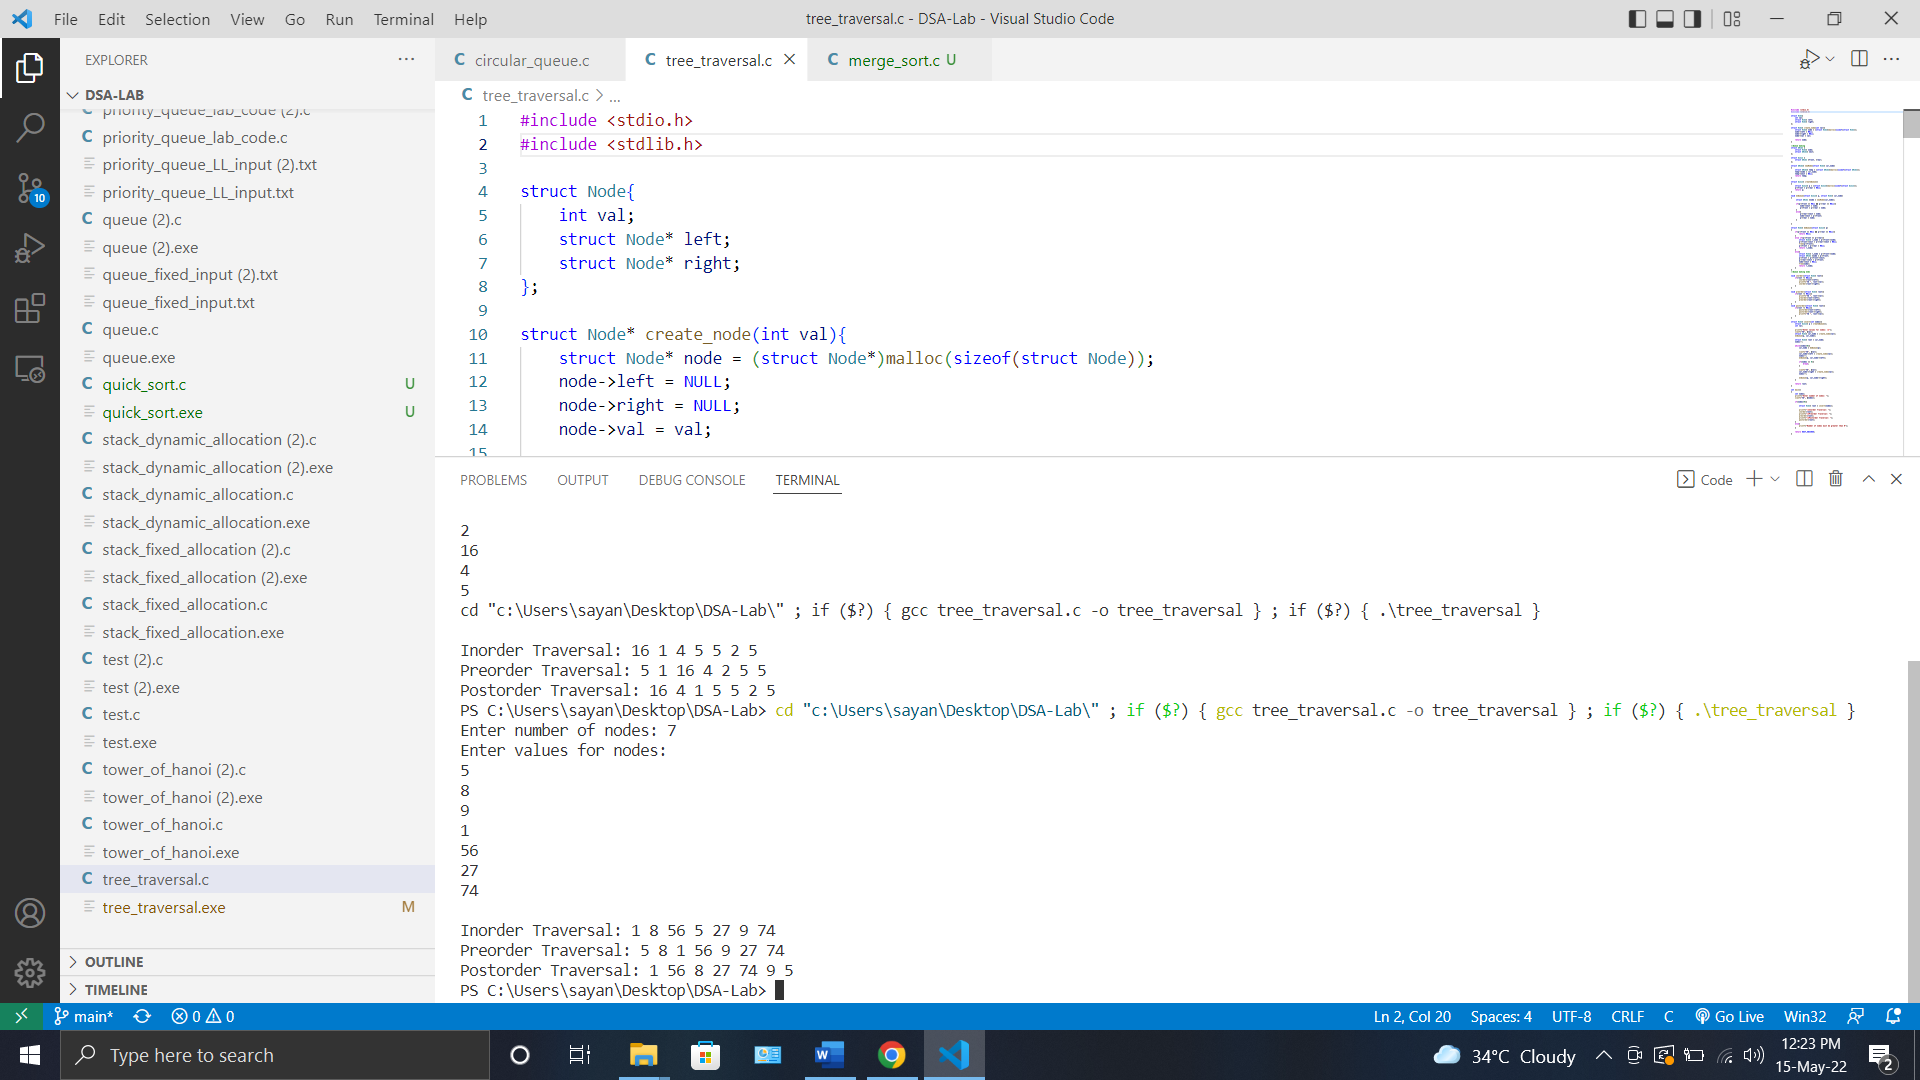 File Edit Selection View Go Run Terminal Help
tree_traversal.c - DSA-Lab - Visual Studio Code
EXPLORER
DSA-LAB
priority_queue_lab_code (2).c
priority_queue_lab_code.c
priority_queue_LL_input (2).txt
priority_queue_LL_input.txt
queue (2).c
queue (2).exe
queue_fixed_input (2).txt
queue_fixed_input.txt
queue.c
queue.exe
quick_sort.c U
quick_sort.exe U
stack_dynamic_allocation (2).c
stack_dynamic_allocation (2).exe
stack_dynamic_allocation.c
stack_dynamic_allocation.exe
stack_fixed_allocation (2).c
stack_fixed_allocation (2).exe
stack_fixed_allocation.c
stack_fixed_allocation.exe
test (2).c
test (2).exe
test.c
test.exe
tower_of_hanoi (2).c
tower_of_hanoi (2).exe
tower_of_hanoi.c
tower_of_hanoi.exe
tree_traversal.c
tree_traversal.exe M
OUTLINE
TIMELINE
10
C circular_queue.c
C tree_traversal.c
C merge_sort.c U
C tree_traversal.c > ...
1 #include <stdio.h>
2 #include <stdlib.h>
3
4 struct Node{
5 int val;
6 struct Node* left;
7 struct Node* right;
8 };
9
10 struct Node* create_node(int val){
11 struct Node* node = (struct Node*)malloc(sizeof(struct Node));
12 node->left = NULL;
13 node->right = NULL;
14 node->val = val;
15
PROBLEMS OUTPUT DEBUG CONSOLE TERMINAL
Code
2
16
4
5
cd "c:\Users\sayan\Desktop\DSA-Lab\" ; if ($?) { gcc tree_traversal.c -o tree_traversal } ; if ($?) { .\tree_traversal }
Inorder Traversal: 16 1 4 5 5 2 5
Preorder Traversal: 5 1 16 4 2 5 5
Postorder Traversal: 16 4 1 5 5 2 5
PS C:\Users\sayan\Desktop\DSA-Lab> cd "c:\Users\sayan\Desktop\DSA-Lab\" ; if ($?) { gcc tree_traversal.c -o tree_traversal } ; if ($?) { .\tree_traversal }
Enter number of nodes: 7
Enter values for nodes:
5
8
9
1
56
27
74
Inorder Traversal: 1 8 56 5 27 9 74
Preorder Traversal: 5 8 1 56 9 27 74
Postorder Traversal: 1 56 8 27 74 9 5
PS C:\Users\sayan\Desktop\DSA-Lab>
main* 0 0
Ln 2, Col 20 Spaces: 4 UTF-8 CRLF C Go Live Win32
Type here to search
34°C Cloudy
12:23 PM
15-May-22
2